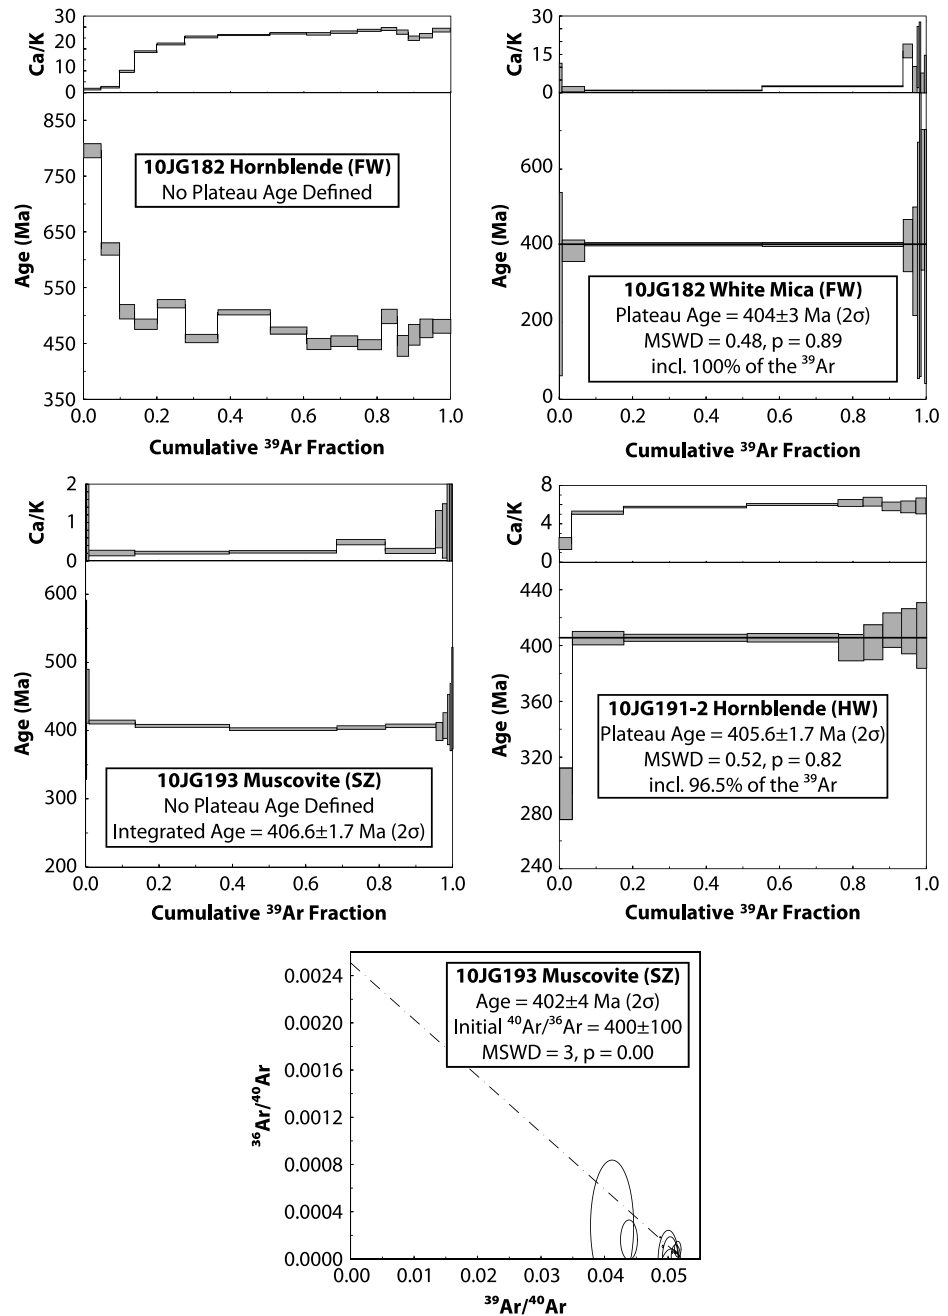 30
20
10
0
Ca/K
850
750
650
550
450
350
Age (Ma)
10JG182 Hornblende (FW)
No Plateau Age Defined
0.0 0.2 0.4 0.6 0.8 1.0
Cumulative ³⁹Ar Fraction
30
15
0
Ca/K
600
400
200
0
Age (Ma)
10JG182 White Mica (FW)
Plateau Age = 404±3 Ma (2σ)
MSWD = 0.48, p = 0.89
incl. 100% of the ³⁹Ar
0.0 0.2 0.4 0.6 0.8 1.0
Cumulative ³⁹Ar Fraction
2
1
0
Ca/K
600
500
400
300
200
Age (Ma)
10JG193 Muscovite (SZ)
No Plateau Age Defined
Integrated Age = 406.6±1.7 Ma (2σ)
0.0 0.2 0.4 0.6 0.8 1.0
Cumulative ³⁹Ar Fraction
8
6
4
2
0
Ca/K
440
400
360
320
280
240
Age (Ma)
10JG191-2 Hornblende (HW)
Plateau Age = 405.6±1.7 Ma (2σ)
MSWD = 0.52, p = 0.82
incl. 96.5% of the ³⁹Ar
0.0 0.2 0.4 0.6 0.8 1.0
Cumulative ³⁹Ar Fraction
0.0024
0.0020
0.0016
0.0012
0.0008
0.0004
0.0000
³⁶Ar/⁴⁰Ar
10JG193 Muscovite (SZ)
Age = 402±4 Ma (2σ)
Initial ⁴⁰Ar/³⁶Ar = 400±100
MSWD = 3, p = 0.00
0.00 0.01 0.02 0.03 0.04 0.05
³⁹Ar/⁴⁰Ar